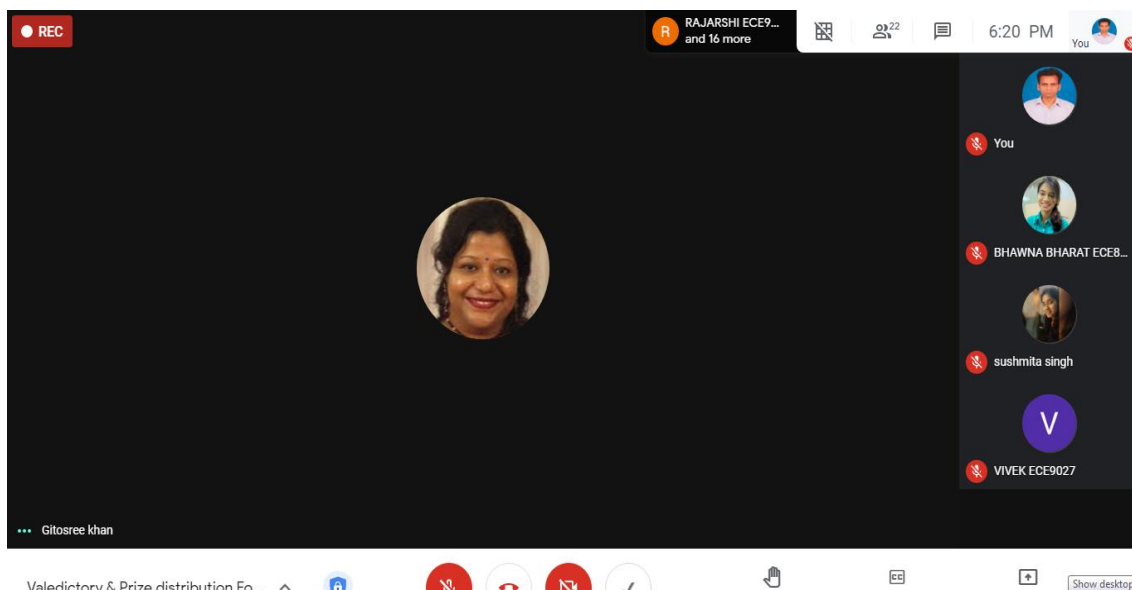 REC
R
RAJARSHI ECE9...
and 16 more
22
6:20 PM
You
You
BHAWNA BHARAT ECE8...
sushmita singh
V
VIVEK ECE9027
Gitosree khan
Valedictory & Prize distribution Fo...
CC
Show desktop